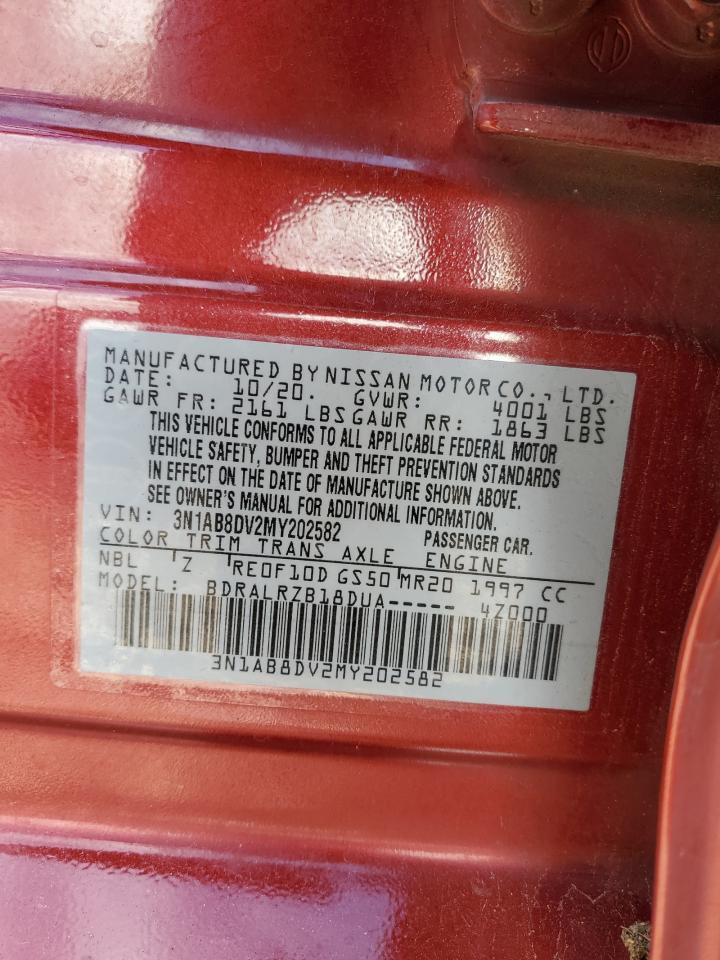 MANUFACTURED BY NISSAN MOTOR CO., LTD.
DATE: 10/20. GVWR: 4001 LBS
GAWR FR: 2161 LBS GAWR RR: 1863 LBS
THIS VEHICLE CONFORMS TO ALL APPLICABLE FEDERAL MOTOR
VEHICLE SAFETY, BUMPER AND THEFT PREVENTION STANDARDS
IN EFFECT ON THE DATE OF MANUFACTURE SHOWN ABOVE.
SEE OWNER'S MANUAL FOR ADDITIONAL INFORMATION.
VIN: 3N1AB8DV2MY202582 PASSENGER CAR.
COLOR TRIM TRANS AXLE ENGINE
NBL Z RE0F10D GS50 MR20 1997 CC
MODEL: BDRALRZB18DUA----- 4Z000
3N1AB8DV2MY202582